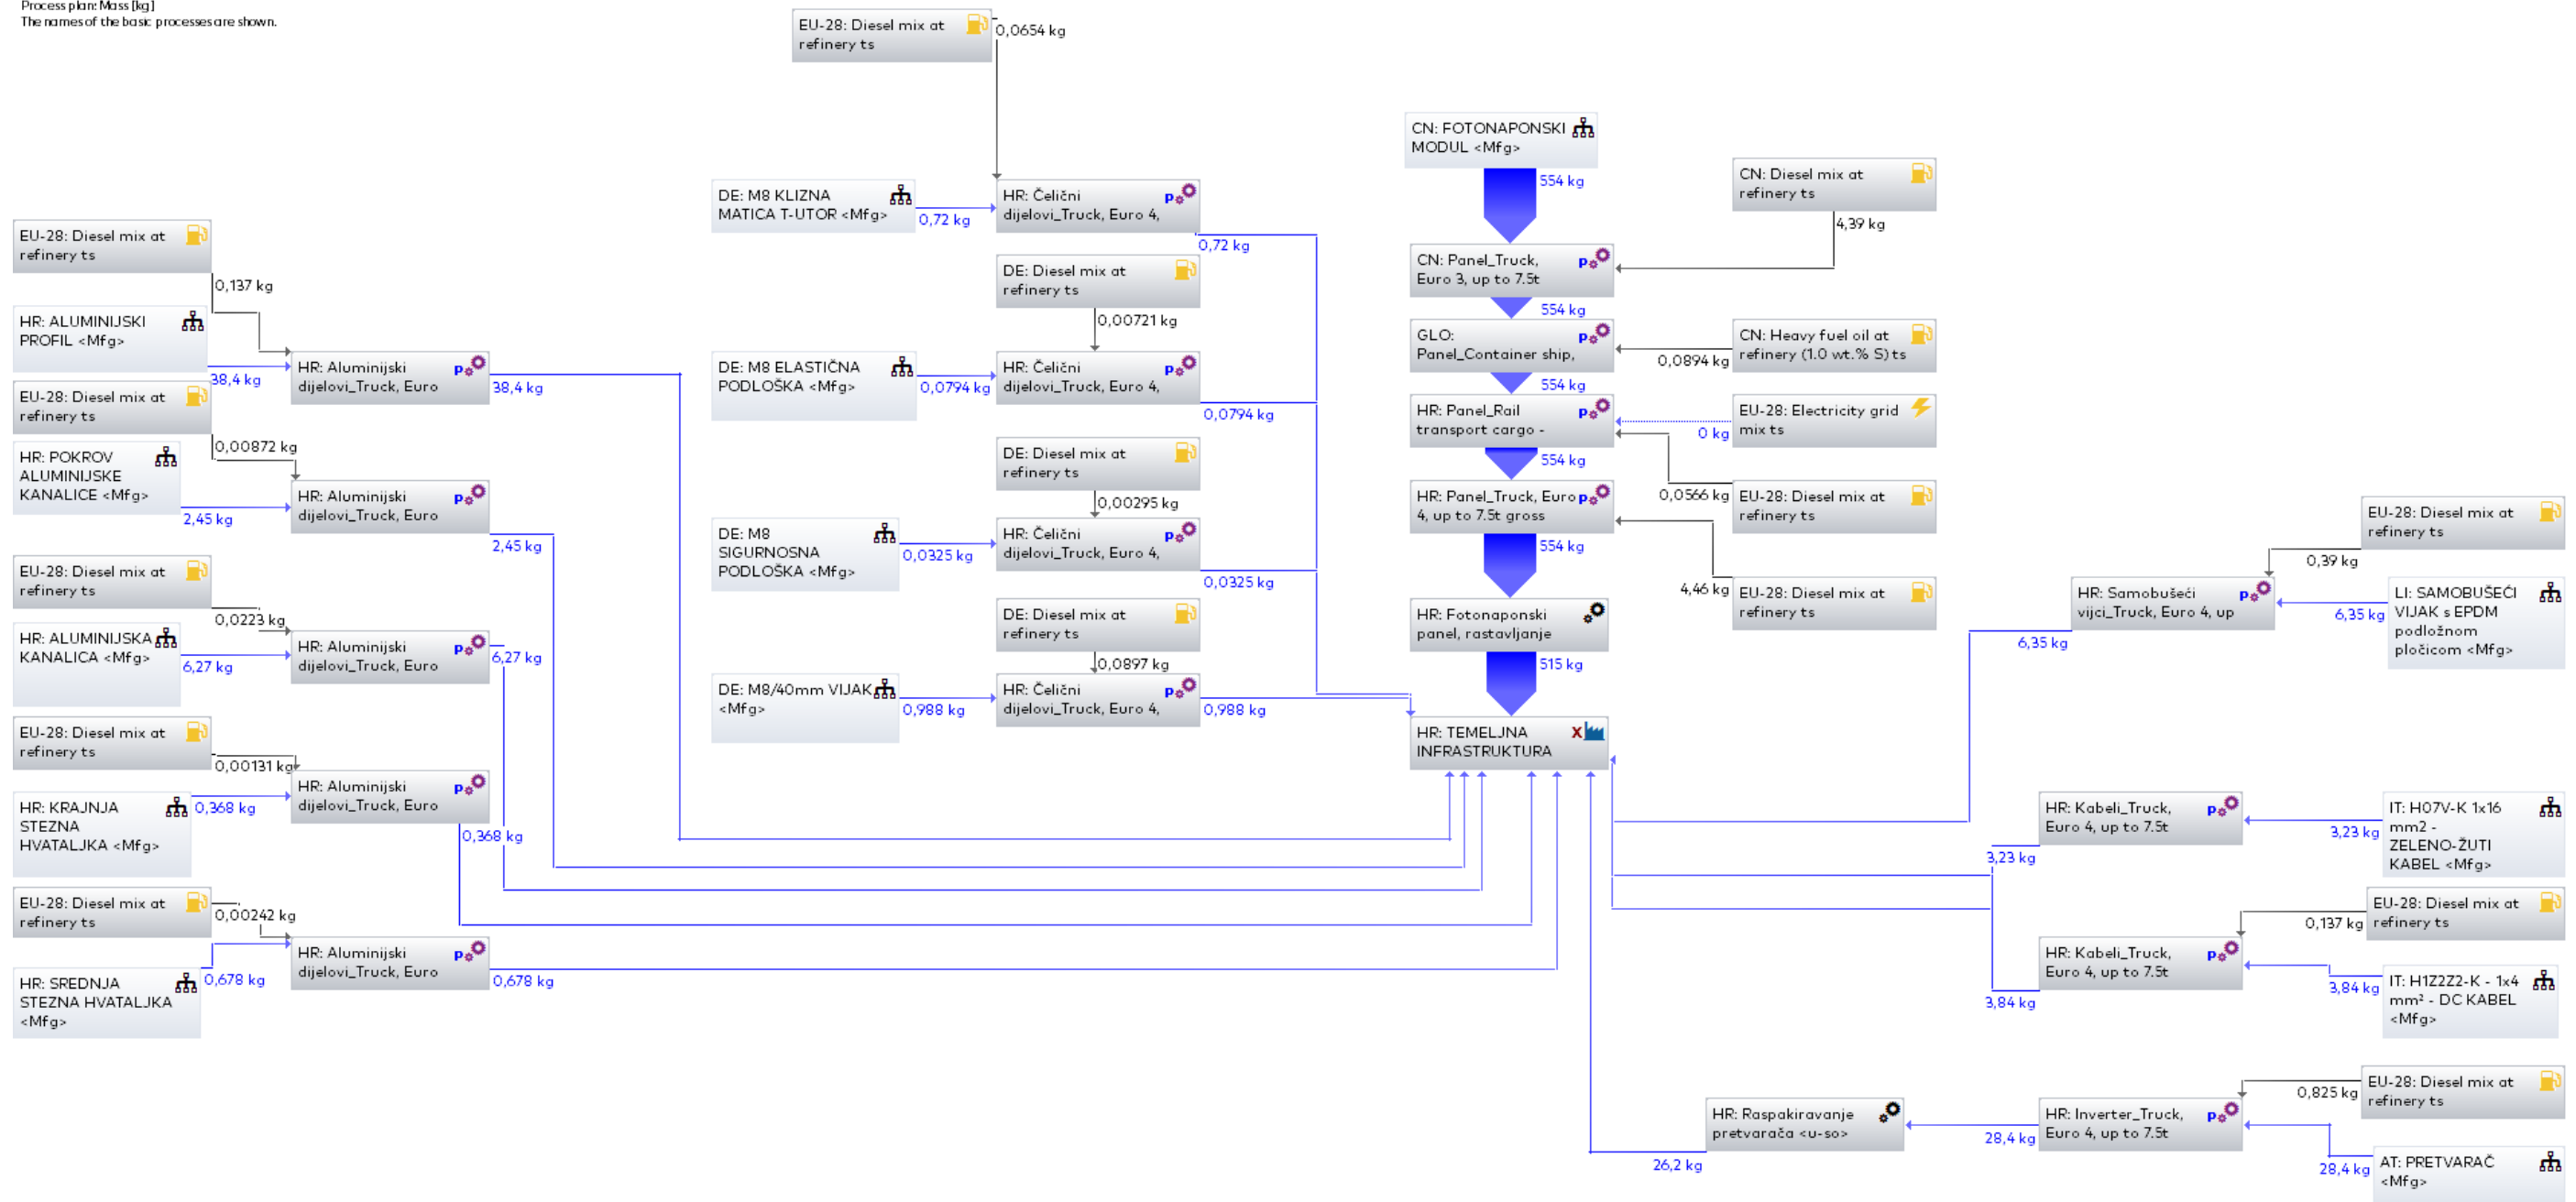 Process plan: Mass [kg]
The names of the basic processes are shown.
EU-28: Diesel mix at
refinery ts
0,0654 kg
CN: FOTONAPONSKI
MODUL <Mfg>
554 kg
CN: Diesel mix at
refinery ts
4,39 kg
DE: M8 KLIZNA
MATICA T-UTOR <Mfg>
0,72 kg
HR: Čelični
dijelovi_Truck, Euro 4,
0,72 kg
EU-28: Diesel mix at
refinery ts
0,137 kg
HR: ALUMINIJSKI
PROFIL <Mfg>
38,4 kg
HR: Aluminijski
dijelovi_Truck, Euro
38,4 kg
DE: Diesel mix at
refinery ts
0,00721 kg
DE: M8 ELASTIČNA
PODLOŠKA <Mfg>
0,0794 kg
HR: Čelični
dijelovi_Truck, Euro 4,
0,0794 kg
CN: Panel_Truck,
Euro 3, up to 7.5t
554 kg
GLO:
Panel_Container ship,
554 kg
CN: Heavy fuel oil at
refinery (1.0 wt.% S) ts
0,0894 kg
HR: Panel_Rail
transport cargo -
554 kg
EU-28: Electricity grid
mix ts
0 kg
EU-28: Diesel mix at
refinery ts
0,0566 kg
HR: Panel_Truck, Euro
4, up to 7.5t gross
554 kg
EU-28: Diesel mix at
refinery ts
4,46 kg
HR: Fotonaponski
panel, rastavljanje
515 kg
HR: TEMELJNA
INFRASTRUKTURA
EU-28: Diesel mix at
refinery ts
0,00872 kg
HR: POKROV
ALUMINIJSKE
KANALICE <Mfg>
2,45 kg
HR: Aluminijski
dijelovi_Truck, Euro
2,45 kg
DE: Diesel mix at
refinery ts
0,00295 kg
DE: M8
SIGURNOSNA
PODLOŠKA <Mfg>
0,0325 kg
HR: Čelični
dijelovi_Truck, Euro 4,
0,0325 kg
EU-28: Diesel mix at
refinery ts
0,0223 kg
HR: ALUMINIJSKA
KANALICA <Mfg>
6,27 kg
HR: Aluminijski
dijelovi_Truck, Euro
6,27 kg
DE: Diesel mix at
refinery ts
0,0897 kg
DE: M8/40mm VIJAK
<Mfg>
0,988 kg
HR: Čelični
dijelovi_Truck, Euro 4,
0,988 kg
EU-28: Diesel mix at
refinery ts
0,00131 kg
HR: KRAJNJA
STEZNA
HVATALJKA <Mfg>
0,368 kg
HR: Aluminijski
dijelovi_Truck, Euro
0,368 kg
EU-28: Diesel mix at
refinery ts
0,00242 kg
HR: SREDNJA
STEZNA HVATALJKA
<Mfg>
0,678 kg
HR: Aluminijski
dijelovi_Truck, Euro
0,678 kg
EU-28: Diesel mix at
refinery ts
0,39 kg
HR: Samobušeći
vijci_Truck, Euro 4, up
6,35 kg
LI: SAMOBUŠEĆI
VIJAK s EPDM
podložnom
pločicom <Mfg>
6,35 kg
HR: Kabeli_Truck,
Euro 4, up to 7.5t
3,23 kg
IT: H07V-K 1x16
mm2 -
ZELENO-ŽUTI
KABEL <Mfg>
3,23 kg
EU-28: Diesel mix at
refinery ts
0,137 kg
HR: Kabeli_Truck,
Euro 4, up to 7.5t
3,84 kg
IT: H1Z2Z2-K - 1x4
mm² - DC KABEL
<Mfg>
3,84 kg
EU-28: Diesel mix at
refinery ts
0,825 kg
HR: Raspakiravanje
pretvarača <u-so>
26,2 kg
HR: Inverter_Truck,
Euro 4, up to 7.5t
28,4 kg
AT: PRETVARAČ
<Mfg>
28,4 kg